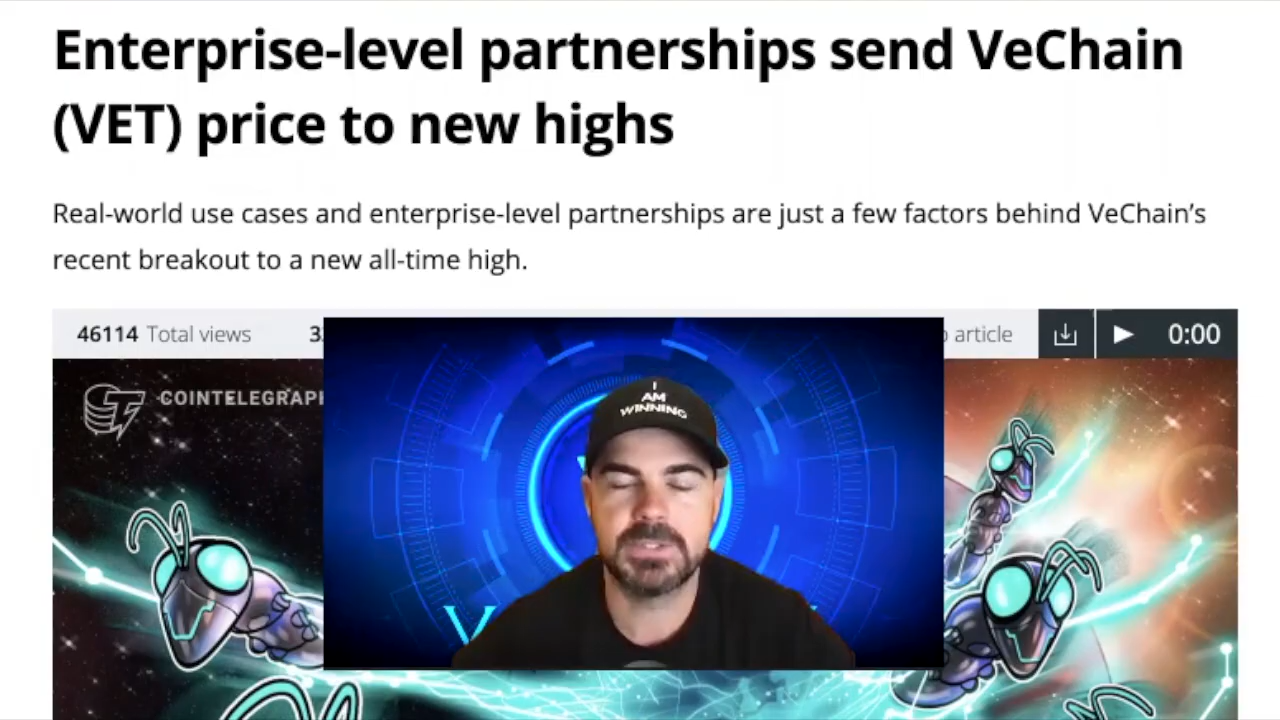 Enterprise-level partnerships send VeChain
(VET) price to new highs
Real-world use cases and enterprise-level partnerships are just a few factors behind VeChain’s
recent breakout to a new all-time high.
46114 Total views
article
0:00
COINTELEGRAPH
I
AM
WINNING